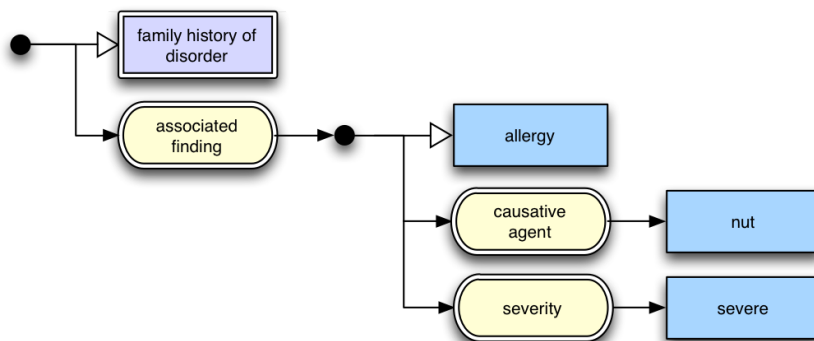 family history of
disorder
associated
finding
allergy
causative
agent
nut
severity
severe